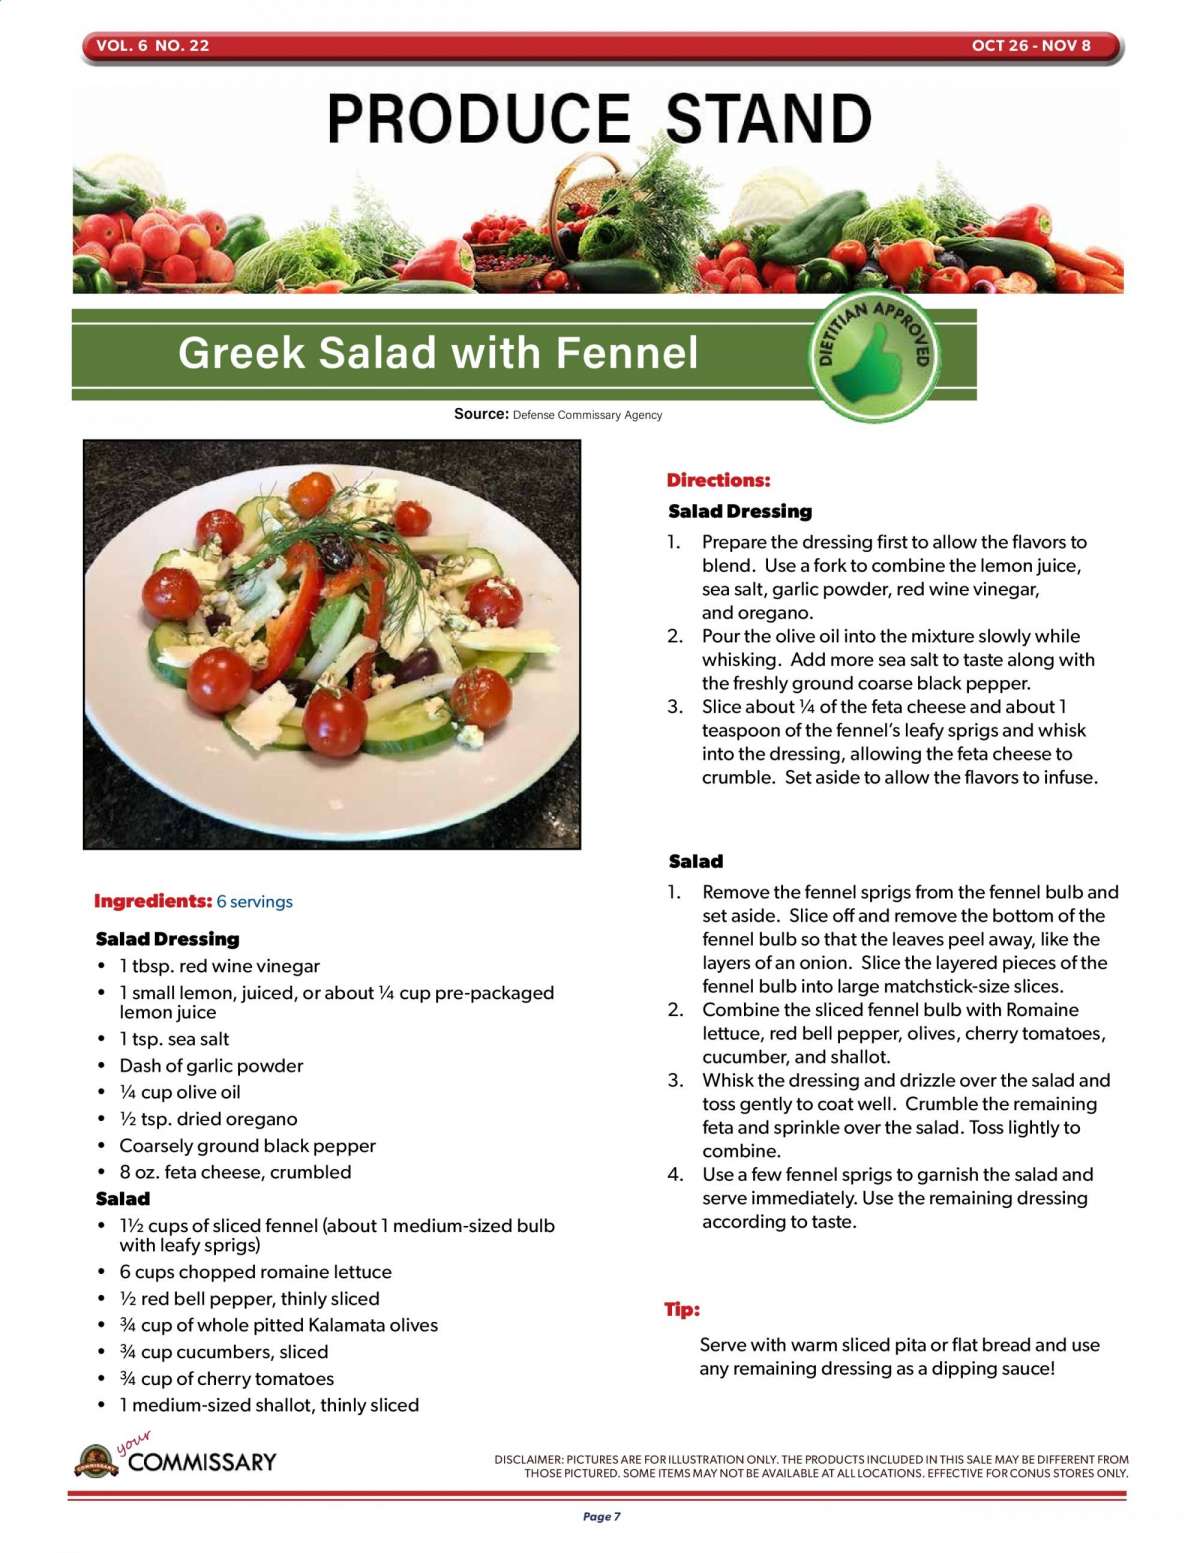 VOL. 6 NO. 22
OCT 26 - NOV 8
PRODUCE STAND
Greek Salad with Fennel
DIETITIAN APPROVED
Source: Defense Commissary Agency
Ingredients: 6 servings
Salad Dressing
• 1 tbsp. red wine vinegar
• 1 small lemon, juiced, or about ¼ cup pre-packaged
lemon juice
• 1 tsp. sea salt
• Dash of garlic powder
• ¼ cup olive oil
• ½ tsp. dried oregano
• Coarsely ground black pepper
• 8 oz. feta cheese, crumbled
Salad
• 1½ cups of sliced fennel (about 1 medium-sized bulb
with leafy sprigs)
• 6 cups chopped romaine lettuce
• ½ red bell pepper, thinly sliced
• ¾ cup of whole pitted Kalamata olives
• ¾ cup cucumbers, sliced
• ¾ cup of cherry tomatoes
• 1 medium-sized shallot, thinly sliced
Directions:
Salad Dressing
1. Prepare the dressing first to allow the flavors to
blend. Use a fork to combine the lemon juice,
sea salt, garlic powder, red wine vinegar,
and oregano.
2. Pour the olive oil into the mixture slowly while
whisking. Add more sea salt to taste along with
the freshly ground coarse black pepper.
3. Slice about ¼ of the feta cheese and about 1
teaspoon of the fennel's leafy sprigs and whisk
into the dressing, allowing the feta cheese to
crumble. Set aside to allow the flavors to infuse.
Salad
1. Remove the fennel sprigs from the fennel bulb and
set aside. Slice off and remove the bottom of the
fennel bulb so that the leaves peel away, like the
layers of an onion. Slice the layered pieces of the
fennel bulb into large matchstick-size slices.
2. Combine the sliced fennel bulb with Romaine
lettuce, red bell pepper, olives, cherry tomatoes,
cucumber, and shallot.
3. Whisk the dressing and drizzle over the salad and
toss gently to coat well. Crumble the remaining
feta and sprinkle over the salad. Toss lightly to
combine.
4. Use a few fennel sprigs to garnish the salad and
serve immediately. Use the remaining dressing
according to taste.
Tip:
Serve with warm sliced pita or flat bread and use
any remaining dressing as a dipping sauce!
your
COMMISSARY
DISCLAIMER: PICTURES ARE FOR ILLUSTRATION ONLY. THE PRODUCTS INCLUDED IN THIS SALE MAY BE DIFFERENT FROM
THOSE PICTURED. SOME ITEMS MAY NOT BE AVAILABLE AT ALL LOCATIONS. EFFECTIVE FOR CONUS STORES ONLY.
Page 7